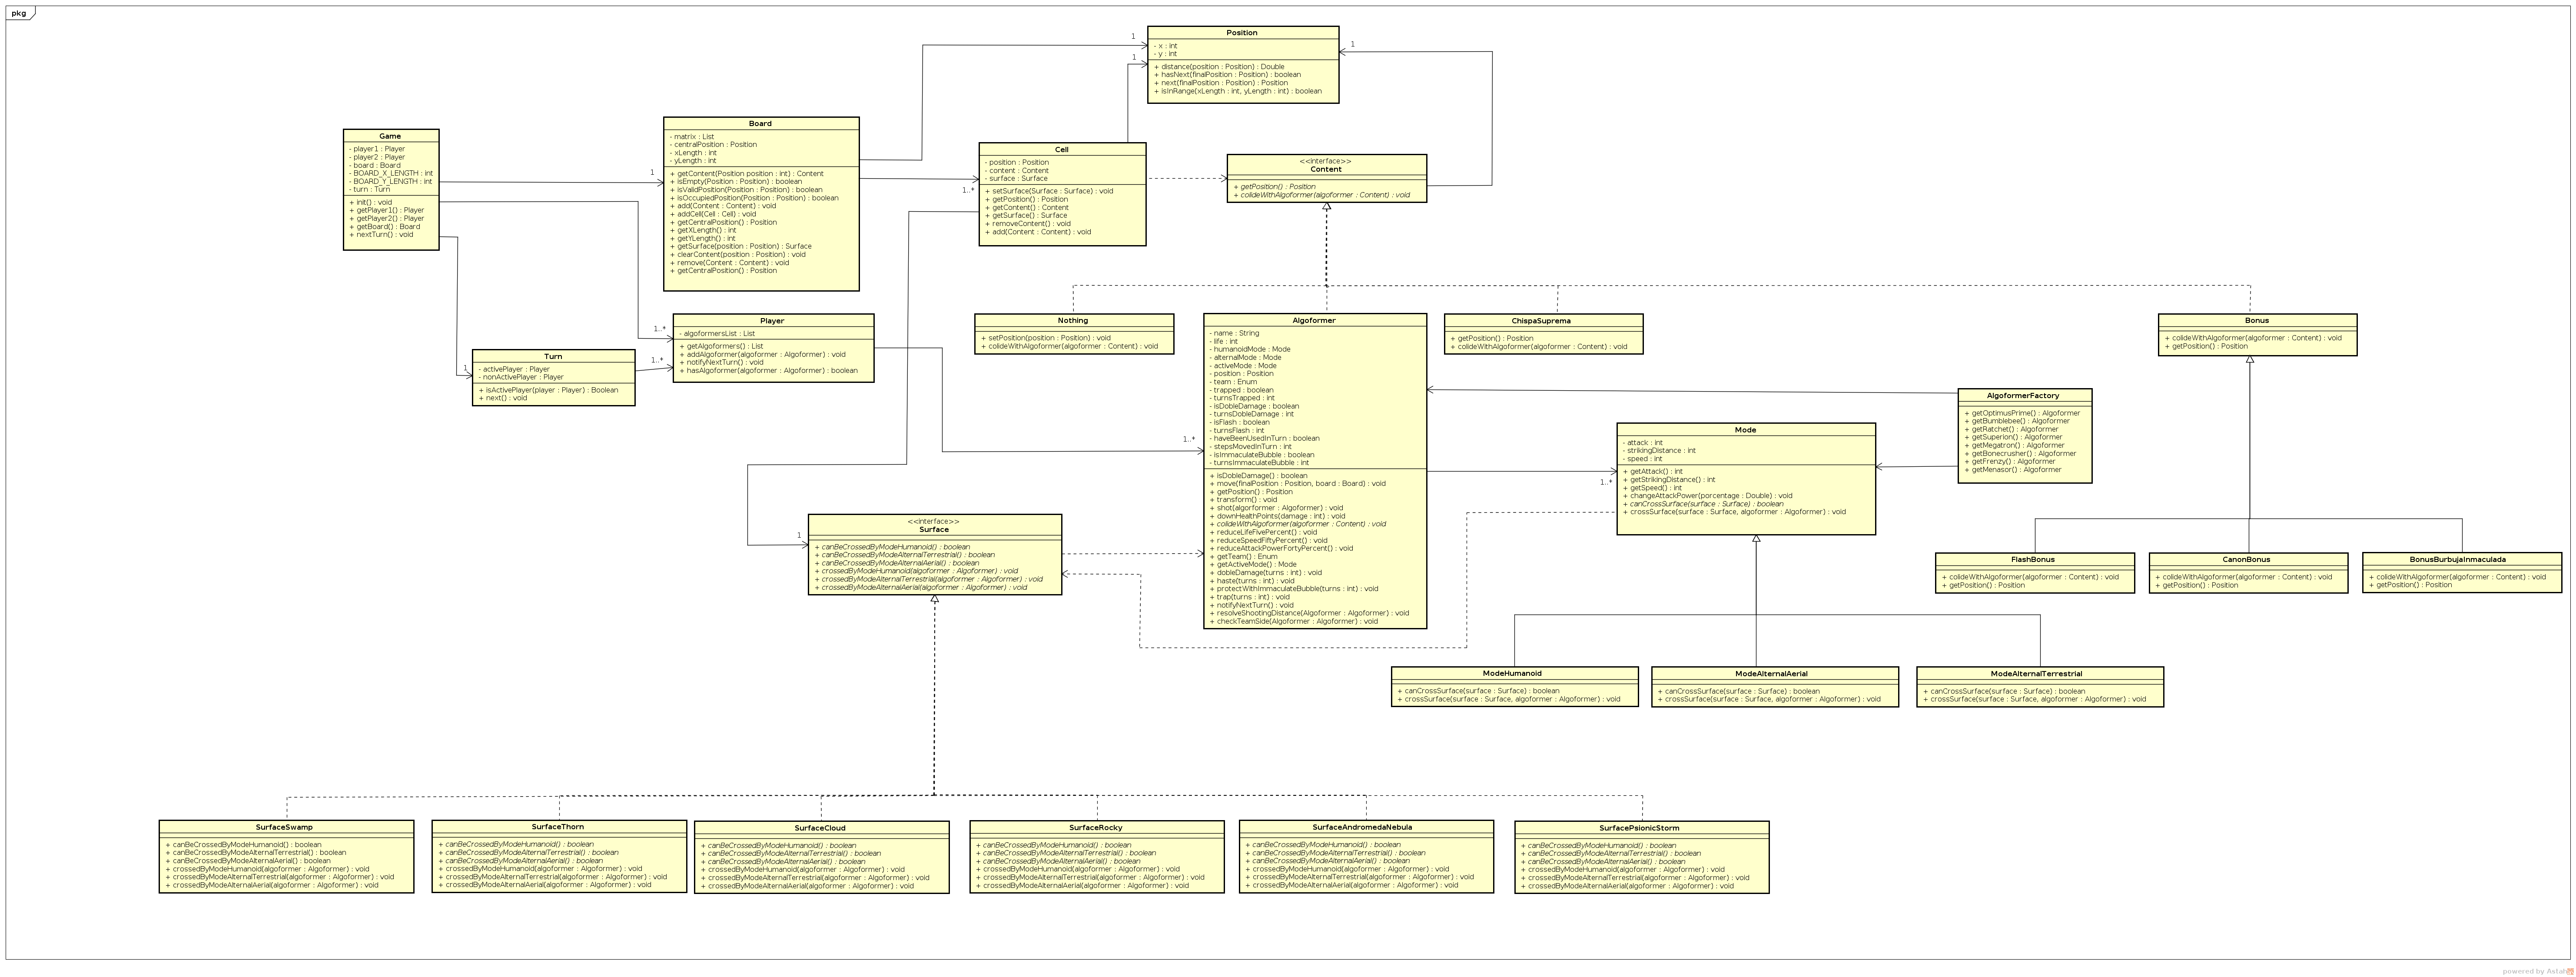 pkg
Position
- x : int
- y : int
+ distance(position : Position) : Double
+ hasNext(finalPosition : Position) : boolean
+ next(finalPosition : Position) : Position
+ isInRange(xLength : int, yLength : int) : boolean
1
1
1
Game
- player1 : Player
- player2 : Player
- board : Board
- BOARD_X_LENGTH : int
- BOARD_Y_LENGTH : int
- turn : Turn
+ init() : void
+ getPlayer1() : Player
+ getPlayer2() : Player
+ getBoard() : Board
+ nextTurn() : void
1
Board
- matrix : List
- centralPosition : Position
- xLength : int
- yLength : int
+ getContent(Position position : int) : Content
+ isEmpty(Position : Position) : boolean
+ isValidPosition(Position : Position) : boolean
+ isOccupiedPosition(Position : Position) : boolean
+ add(Content : Content) : void
+ addCell(Cell : Cell) : void
+ getCentralPosition() : Position
+ getXLength() : int
+ getYLength() : int
+ getSurface(position : Position) : Surface
+ clearContent(position : Position) : void
+ remove(Content : Content) : void
+ getCentralPosition() : Position
1..*
Cell
- position : Position
- content : Content
- surface : Surface
+ setSurface(Surface : Surface) : void
+ getPosition() : Position
+ getContent() : Content
+ getSurface() : Surface
+ removeContent() : void
+ add(Content : Content) : void
<<interface>>
Content
+ getPosition() : Position
+ colideWithAlgoformer(algoformer : Content) : void
1..*
Player
- algoformersList : List
+ getAlgoformers() : List
+ addAlgoformer(algoformer : Algoformer) : void
+ notifyNextTurn() : void
+ hasAlgoformer(algoformer : Algoformer) : boolean
1
1..*
Turn
- activePlayer : Player
- nonActivePlayer : Player
+ isActivePlayer(player : Player) : Boolean
+ next() : void
Nothing
+ setPosition(position : Position) : void
+ colideWithAlgoformer(algoformer : Content) : void
Algoformer
- name : String
- life : int
- humanoidMode : Mode
- alternalMode : Mode
- activeMode : Mode
- position : Position
- team : Enum
- trapped : boolean
- turnsTrapped : int
- isDobleDamage : boolean
- turnsDobleDamage : int
- isFlash : boolean
- turnsFlash : int
- haveBeenUsedInTurn : boolean
- stepsMovedInTurn : int
- isImmaculateBubble : boolean
- turnsImmaculateBubble : int
+ isDobleDamage() : boolean
+ move(finalPosition : Position, board : Board) : void
+ getPosition() : Position
+ transform() : void
+ shot(algorformer : Algoformer) : void
+ downHealthPoints(damage : int) : void
+ colideWithAlgoformer(algoformer : Content) : void
+ reduceLifeFivePercent() : void
+ reduceSpeedFiftyPercent() : void
+ reduceAttackPowerFortyPercent() : void
+ getTeam() : Enum
+ getActiveMode() : Mode
+ dobleDamage(turns : int) : void
+ haste(turns : int) : void
+ protectWithImmaculateBubble(turns : int) : void
+ trap(turns : int) : void
+ notifyNextTurn() : void
+ resolveShootingDistance(Algoformer : Algoformer) : void
+ checkTeamSide(Algoformer : Algoformer) : void
1..*
ChispaSuprema
+ getPosition() : Position
+ colideWithAlgoformer(algoformer : Content) : void
Bonus
+ colideWithAlgoformer(algoformer : Content) : void
+ getPosition() : Position
AlgoformerFactory
+ getOptimusPrime() : Algoformer
+ getBumblebee() : Algoformer
+ getRatchet() : Algoformer
+ getSuperion() : Algoformer
+ getMegatron() : Algoformer
+ getBonecrusher() : Algoformer
+ getFrenzy() : Algoformer
+ getMenasor() : Algoformer
1..*
Mode
- attack : int
- strikingDistance : int
- speed : int
+ getAttack() : int
+ getStrikingDistance() : int
+ getSpeed() : int
+ changeAttackPower(porcentage : Double) : void
+ canCrossSurface(surface : Surface) : boolean
+ crossSurface(surface : Surface, algoformer : Algoformer) : void
1
<<interface>>
Surface
+ canBeCrossedByModeHumanoid() : boolean
+ canBeCrossedByModeAlternalTerrestrial() : boolean
+ canBeCrossedByModeAlternalAerial() : boolean
+ crossedByModeHumanoid(algoformer : Algoformer) : void
+ crossedByModeAlternalTerrestrial(algoformer : Algoformer) : void
+ crossedByModeAlternalAerial(algoformer : Algoformer) : void
FlashBonus
+ colideWithAlgoformer(algoformer : Content) : void
+ getPosition() : Position
CanonBonus
+ colideWithAlgoformer(algoformer : Content) : void
+ getPosition() : Position
BonusBurbujaInmaculada
+ colideWithAlgoformer(algoformer : Content) : void
+ getPosition() : Position
ModeHumanoid
+ canCrossSurface(surface : Surface) : boolean
+ crossSurface(surface : Surface, algoformer : Algoformer) : void
ModeAlternalAerial
+ canCrossSurface(surface : Surface) : boolean
+ crossSurface(surface : Surface, algoformer : Algoformer) : void
ModeAlternalTerrestrial
+ canCrossSurface(surface : Surface) : boolean
+ crossSurface(surface : Surface, algoformer : Algoformer) : void
SurfaceSwamp
+ canBeCrossedByModeHumanoid() : boolean
+ canBeCrossedByModeAlternalTerrestrial() : boolean
+ canBeCrossedByModeAlternalAerial() : boolean
+ crossedByModeHumanoid(algoformer : Algoformer) : void
+ crossedByModeAlternalTerrestrial(algoformer : Algoformer) : void
+ crossedByModeAlternalAerial(algoformer : Algoformer) : void
SurfaceThorn
+ canBeCrossedByModeHumanoid() : boolean
+ canBeCrossedByModeAlternalTerrestrial() : boolean
+ canBeCrossedByModeAlternalAerial() : boolean
+ crossedByModeHumanoid(algoformer : Algoformer) : void
+ crossedByModeAlternalTerrestrial(algoformer : Algoformer) : void
+ crossedByModeAlternalAerial(algoformer : Algoformer) : void
SurfaceCloud
+ canBeCrossedByModeHumanoid() : boolean
+ canBeCrossedByModeAlternalTerrestrial() : boolean
+ canBeCrossedByModeAlternalAerial() : boolean
+ crossedByModeHumanoid(algoformer : Algoformer) : void
+ crossedByModeAlternalTerrestrial(algoformer : Algoformer) : void
+ crossedByModeAlternalAerial(algoformer : Algoformer) : void
SurfaceRocky
+ canBeCrossedByModeHumanoid() : boolean
+ canBeCrossedByModeAlternalTerrestrial() : boolean
+ canBeCrossedByModeAlternalAerial() : boolean
+ crossedByModeHumanoid(algoformer : Algoformer) : void
+ crossedByModeAlternalTerrestrial(algoformer : Algoformer) : void
+ crossedByModeAlternalAerial(algoformer : Algoformer) : void
SurfaceAndromedaNebula
+ canBeCrossedByModeHumanoid() : boolean
+ canBeCrossedByModeAlternalTerrestrial() : boolean
+ canBeCrossedByModeAlternalAerial() : boolean
+ crossedByModeHumanoid(algoformer : Algoformer) : void
+ crossedByModeAlternalTerrestrial(algoformer : Algoformer) : void
+ crossedByModeAlternalAerial(algoformer : Algoformer) : void
SurfacePsionicStorm
+ canBeCrossedByModeHumanoid() : boolean
+ canBeCrossedByModeAlternalTerrestrial() : boolean
+ canBeCrossedByModeAlternalAerial() : boolean
+ crossedByModeHumanoid(algoformer : Algoformer) : void
+ crossedByModeAlternalTerrestrial(algoformer : Algoformer) : void
+ crossedByModeAlternalAerial(algoformer : Algoformer) : void
powered by Astah